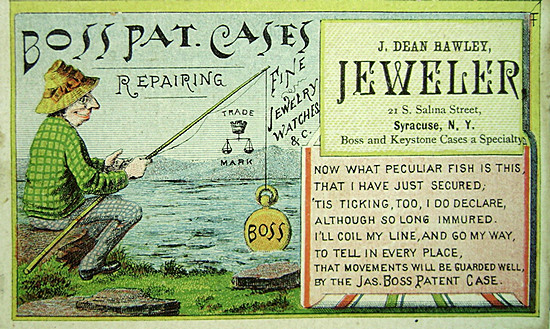 BOSS PAT. CASES
REPAIRING
FINE
JEWELRY
WATCHES
& C.
TRADE
MARK
BOSS
J. DEAN HAWLEY,
JEWELER
21 S. Salina Street,
Syracuse, N. Y.
Boss and Keystone Cases a Specialty.
NOW WHAT PECULIAR FISH IS THIS,
THAT I HAVE JUST SECURED;
'TIS TICKING, TOO, I DO DECLARE,
ALTHOUGH SO LONG IMMURED.
I'LL COIL MY LINE, AND GO MY WAY,
TO TELL IN EVERY PLACE,
THAT MOVEMENTS WILL BE GUARDED WELL,
BY THE JAS. BOSS PATENT CASE.